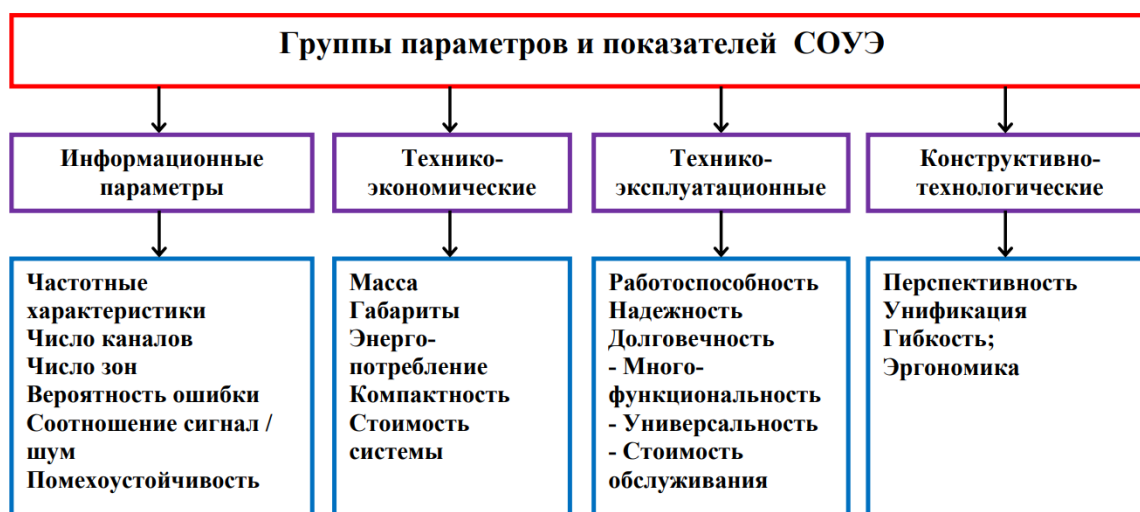 Группы параметров и показателей СОУЭ
Информационные
параметры
Технико-
экономические
Технико-
эксплуатационные
Конструктивно-
технологические
Частотные
характеристики
Число каналов
Число зон
Вероятность ошибки
Соотношение сигнал /
шум
Помехоустойчивость
Масса
Габариты
Энерго-
потребление
Компактность
Стоимость
системы
Работоспособность
Надежность
Долговечность
- Много-
функциональность
- Универсальность
- Стоимость
обслуживания
Перспективность
Унификация
Гибкость;
Эргономика